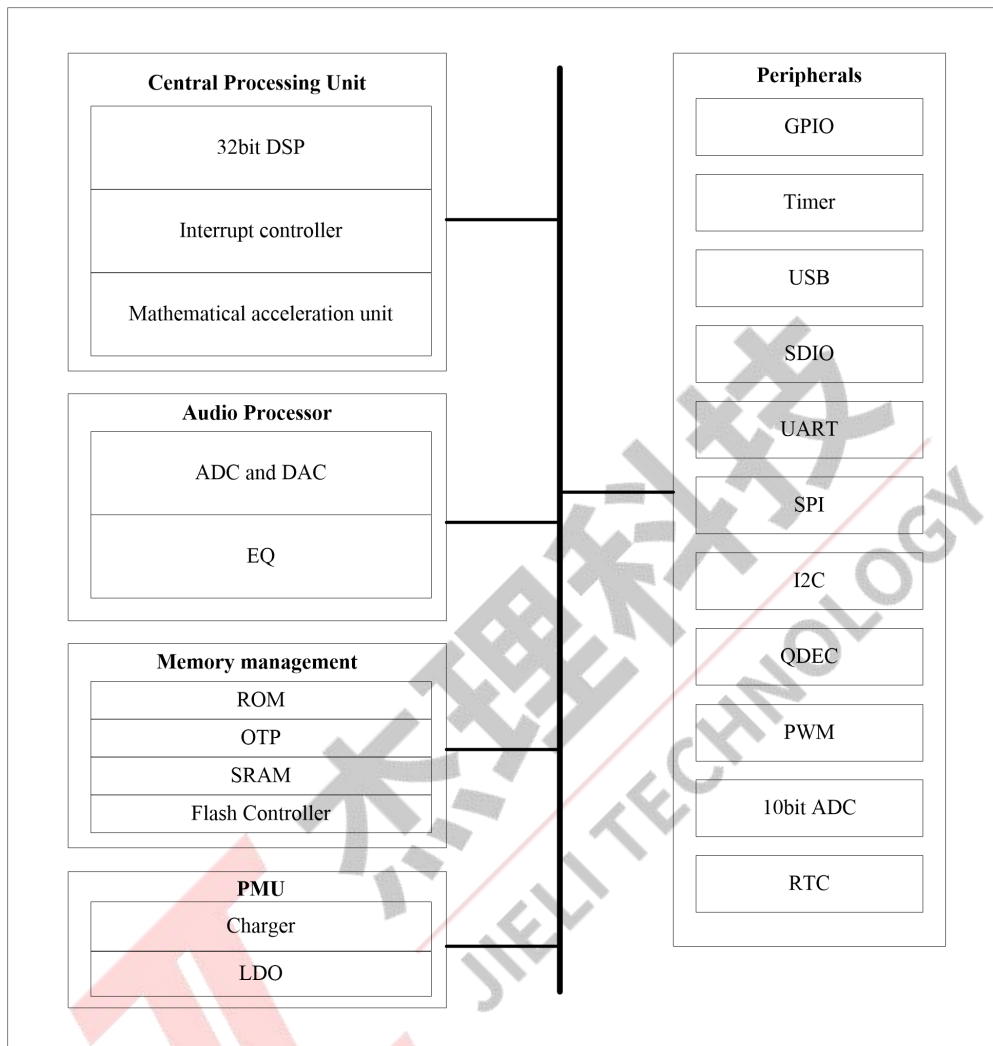 Central Processing Unit
32bit DSP
Interrupt controller
Mathematical acceleration unit
Audio Processor
ADC and DAC
EQ
Memory management
ROM
OTP
SRAM
Flash Controller
PMU
Charger
LDO
Peripherals
GPIO
Timer
USB
SDIO
UART
SPI
I2C
QDEC
PWM
10bit ADC
RTC
杰理科技
JIELI TECHNOLOGY